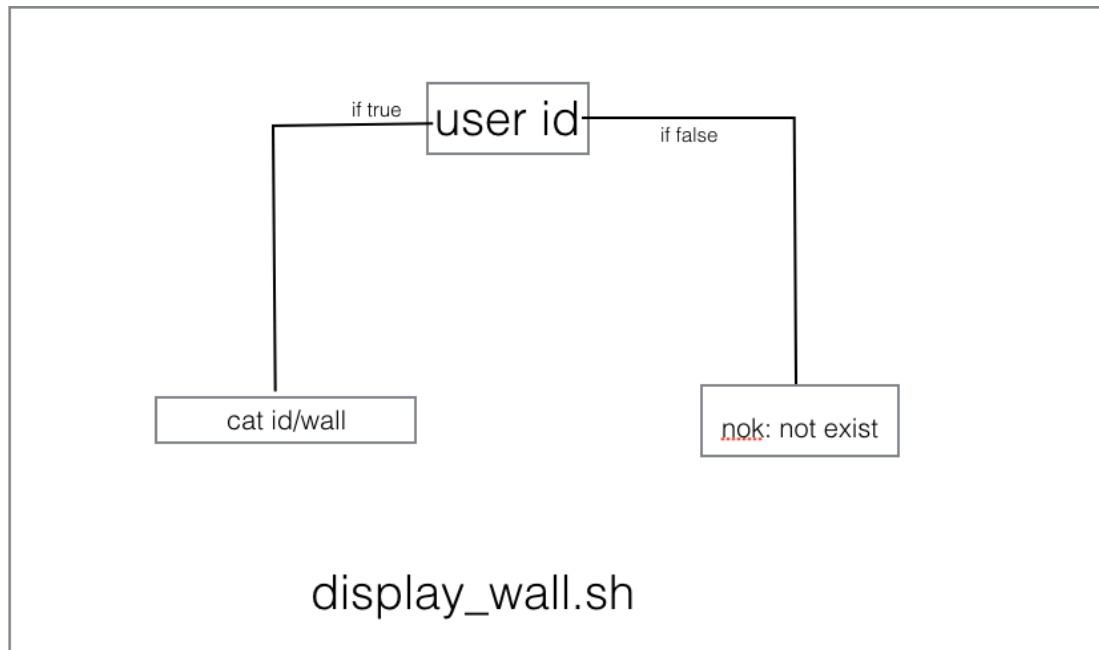 user id
if true
if false
cat id/wall
nok: not exist
display_wall.sh